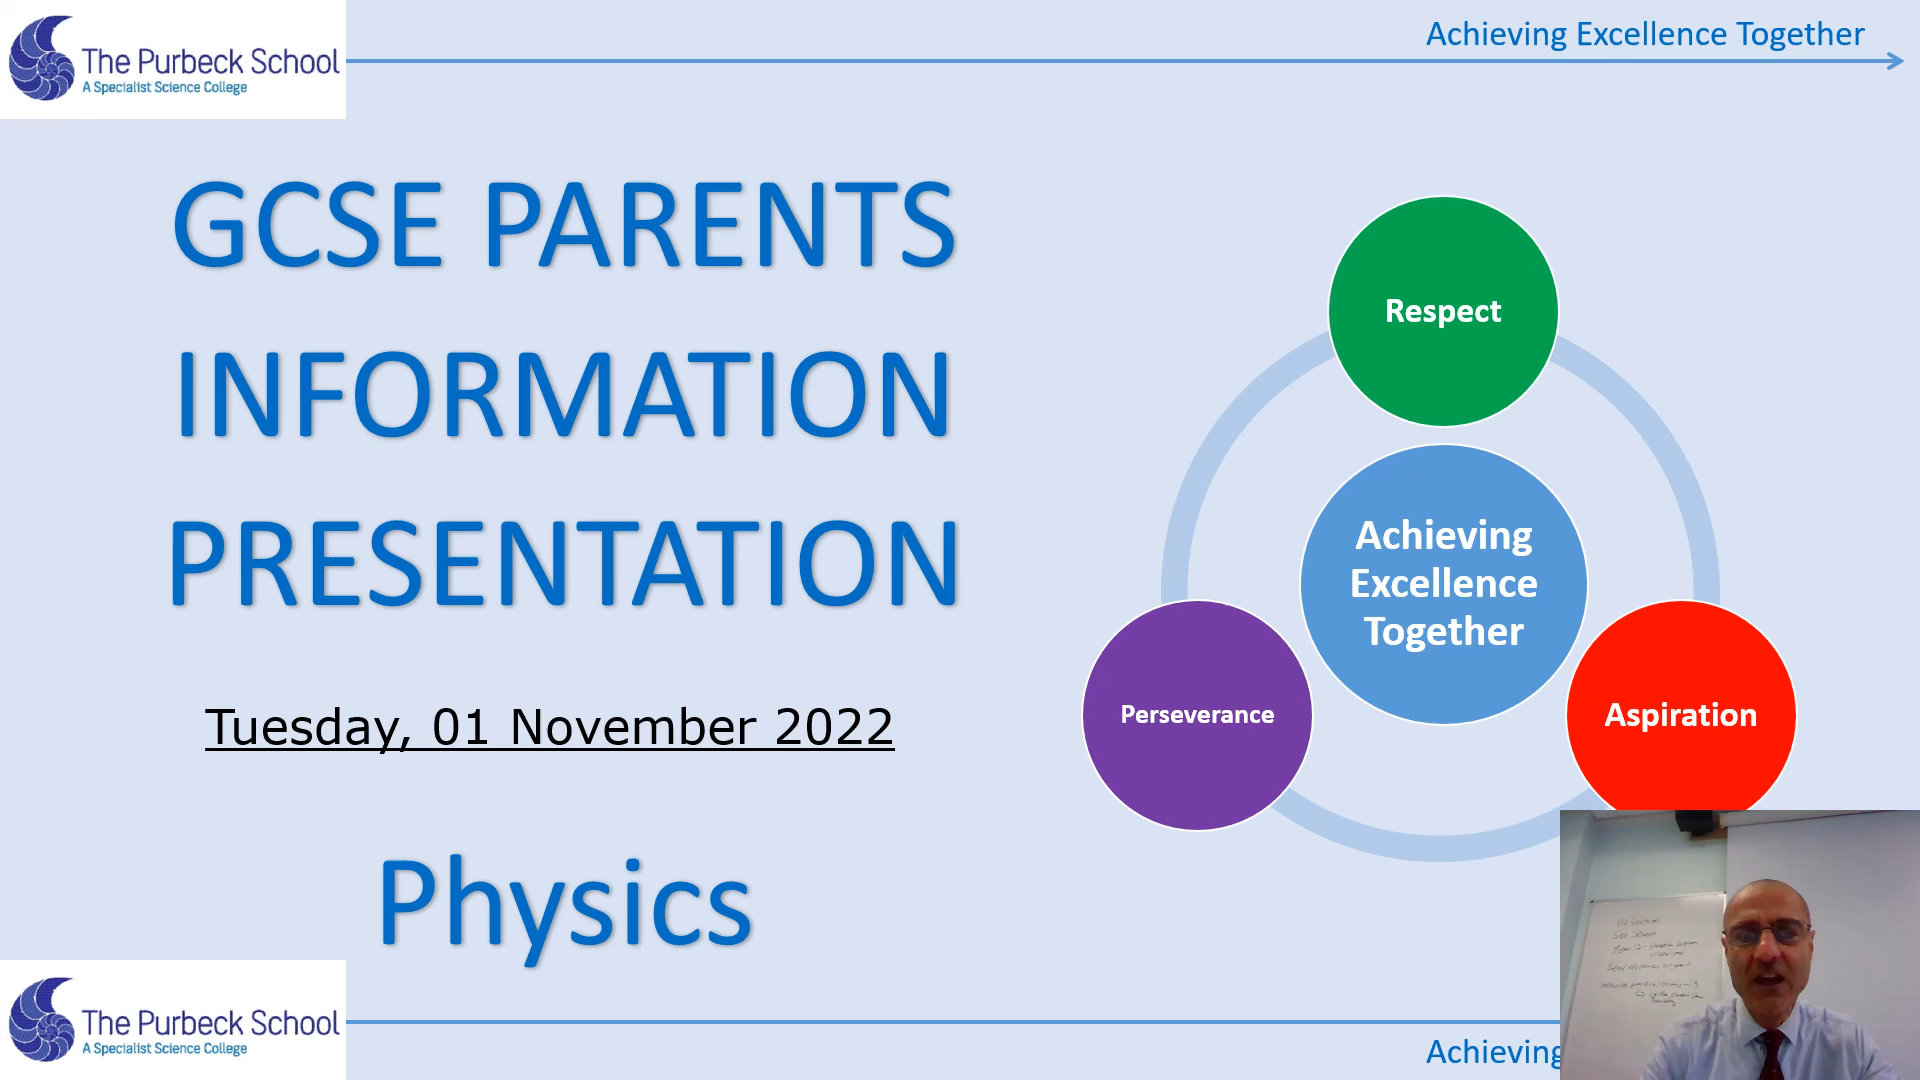 The Purbeck School
A Specialist Science College
Achieving Excellence Together
GCSE PARENTS
INFORMATION
PRESENTATION
Tuesday, 01 November 2022
Physics
Respect
Achieving
Excellence
Together
Perseverance
Aspiration
The Purbeck School
A Specialist Science College
Achieving